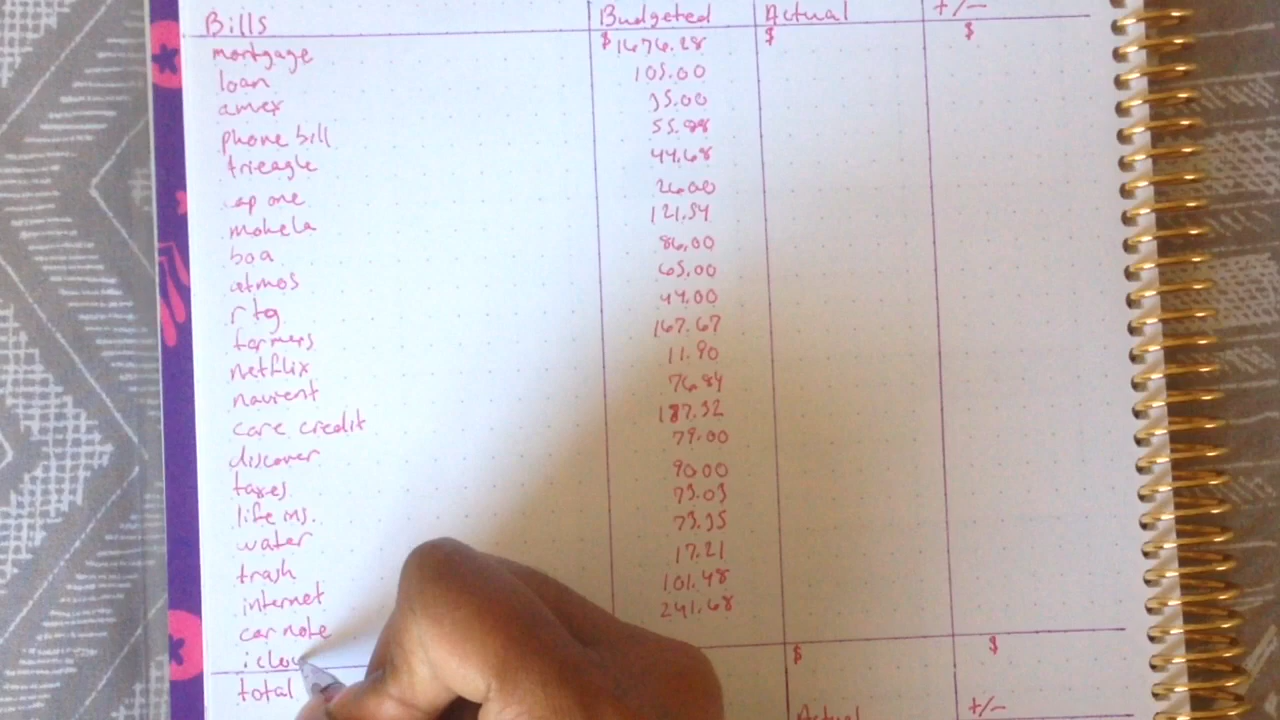 Bills Budgeted Actual +/-
mortgage $1676.28 $ $
loan 105.00
amex 35.00
phone bill 55.98
trieagle 44.68
cap one 26.00
mohela 121.54
boa 86.00
atmos 65.00
rtg 44.00
farmers 167.67
netflix 11.90
navient 76.84
care credit 187.32
discover 79.00
taxes 90.00
life ins. 73.03
water 73.35
trash 17.21
internet 101.48
car note 241.68
iclou
total $ $
Actual +/-